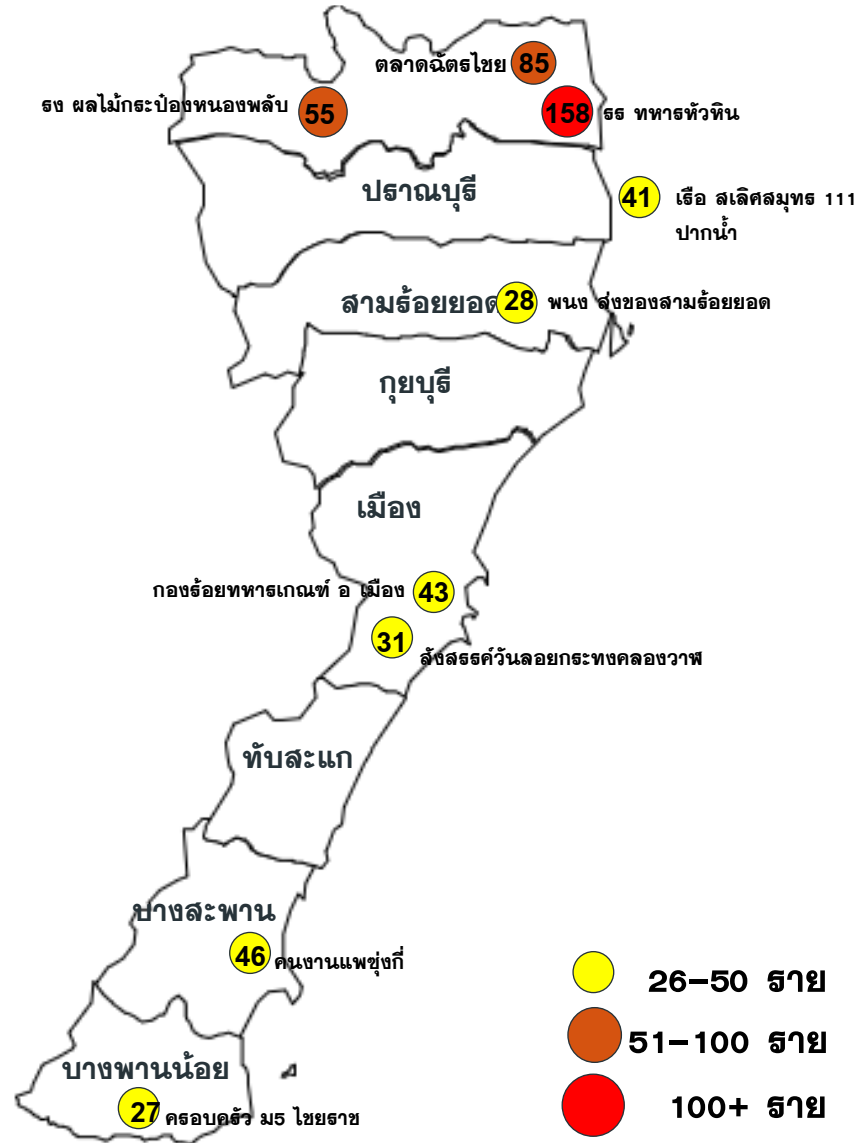 ตลาดฉัตรไชย 85
รง ผลไม้กระป๋องหนองพลับ 55
158 รร ทหารหัวหิน
ปราณบุรี
41 เรือ สเลิศสมุทร 111
ปากน้ำ
สามร้อยยอด 28 พนง ส่งของสามร้อยยอด
กุยบุรี
เมือง
กองร้อยทหารเกณฑ์ อ เมือง 43
31 สังสรรค์วันลอยกระทงคลองวาฬ
ทับสะแก
บางสะพาน
46 คนงานแพซุ่งกี่
บางพานน้อย
27 ครอบครัว ม5 ไชยราช
26-50 ราย
51-100 ราย
100+ ราย